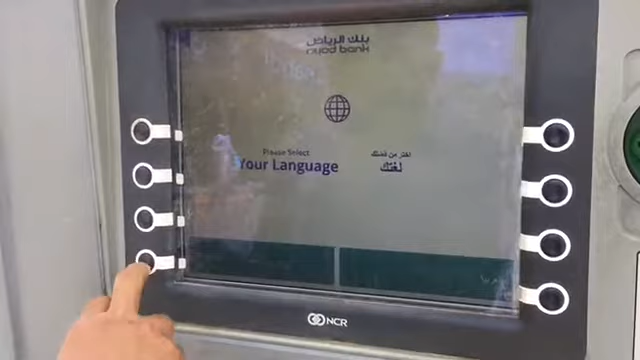 بنك الرياض
riyad bank
Please Select
Your Language
اختر من فضلك
لغتك
NCR